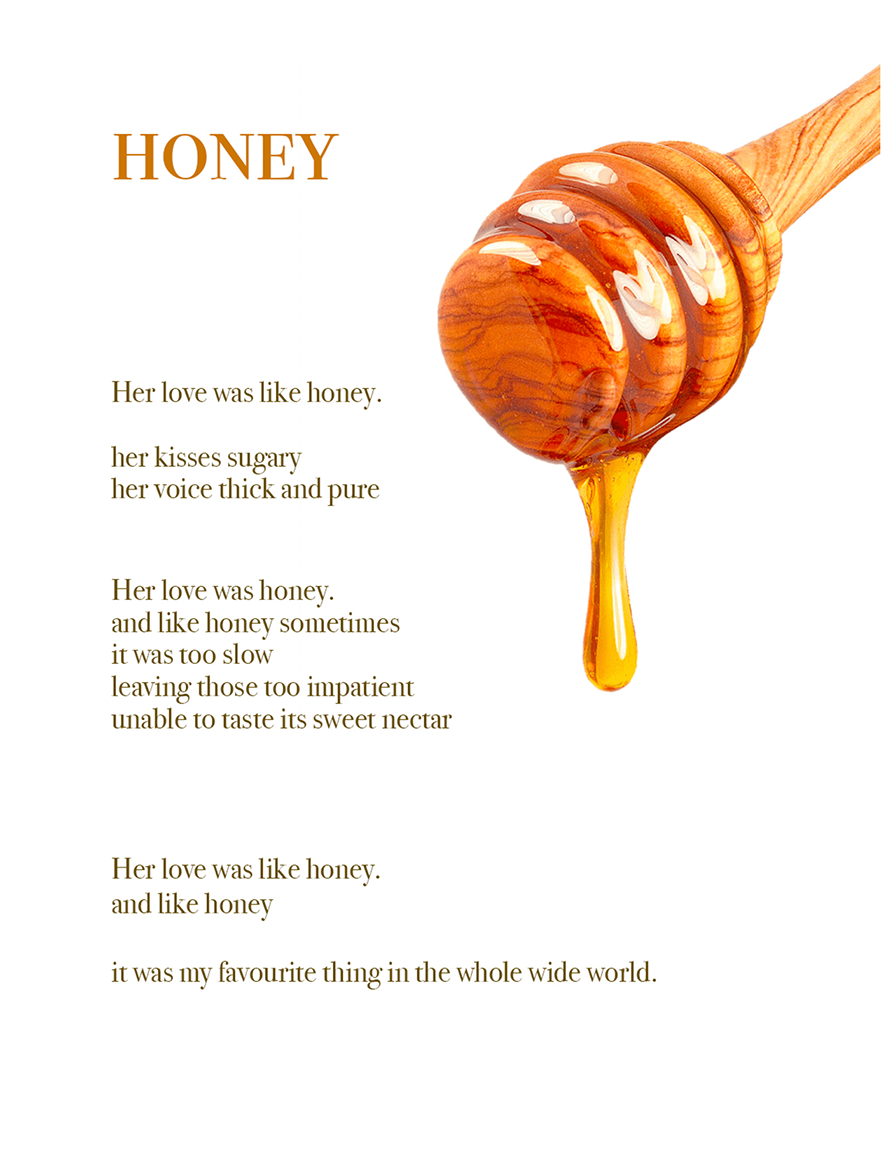 HONEY
Her love was like honey.
her kisses sugary
her voice thick and pure
Her love was honey.
and like honey sometimes
it was too slow
leaving those too impatient
unable to taste its sweet nectar
Her love was like honey.
and like honey
it was my favourite thing in the whole wide world.